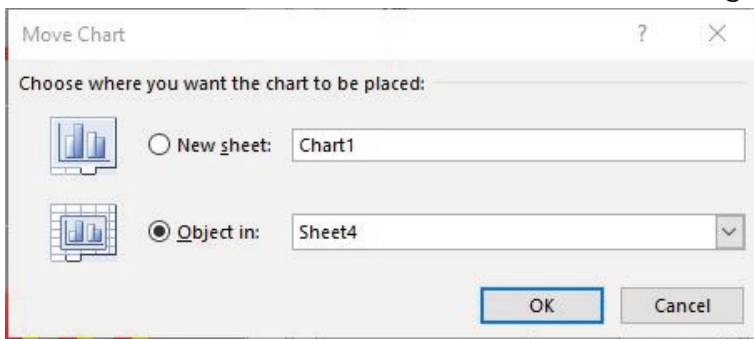 Move Chart ?
Choose where you want the chart to be placed:
New sheet: Chart1
Object in: Sheet4
OK Cancel